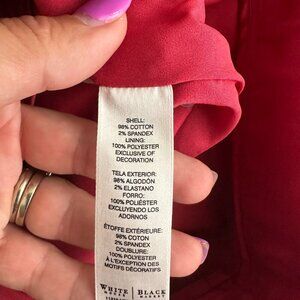 SHELL:
98% COTTON
2% SPANDEX
LINING:
100% POLYESTER
EXCLUSIVE OF
DECORATION
TELA EXTERIOR:
98% ALGODÓN
2% ELASTANO
FORRO:
100% POLIÉSTER
EXCLUYENDO LOS
ADORNOS
ÉTOFFE EXTÉRIEURE:
98% COTON
2% SPANDEX
DOUBLURE:
100% POLYESTER
À L'EXCEPTION DES
MOTIFS DÉCORATIFS
WHITE BLACK
HOUSE MARKET